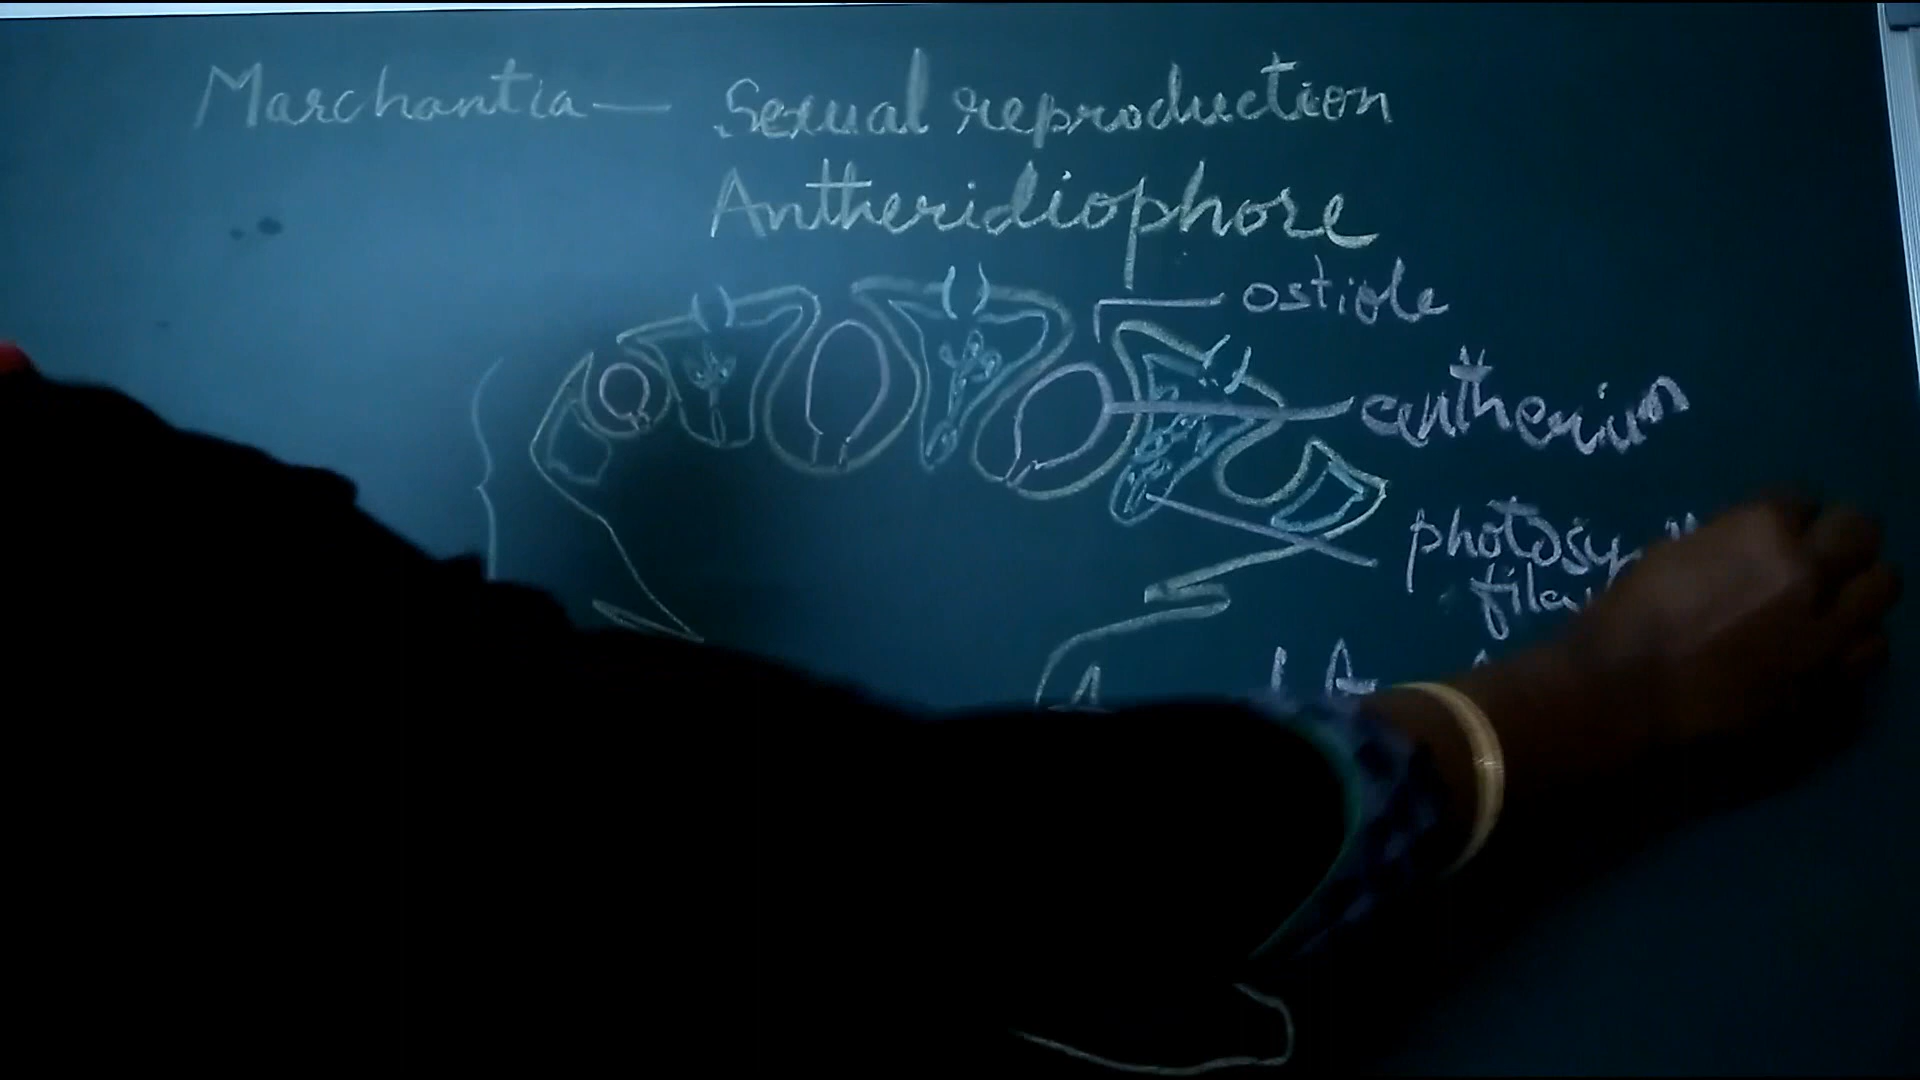 Marchantia — Sexual reproduction
Antheridiophore
ostiole
antherium